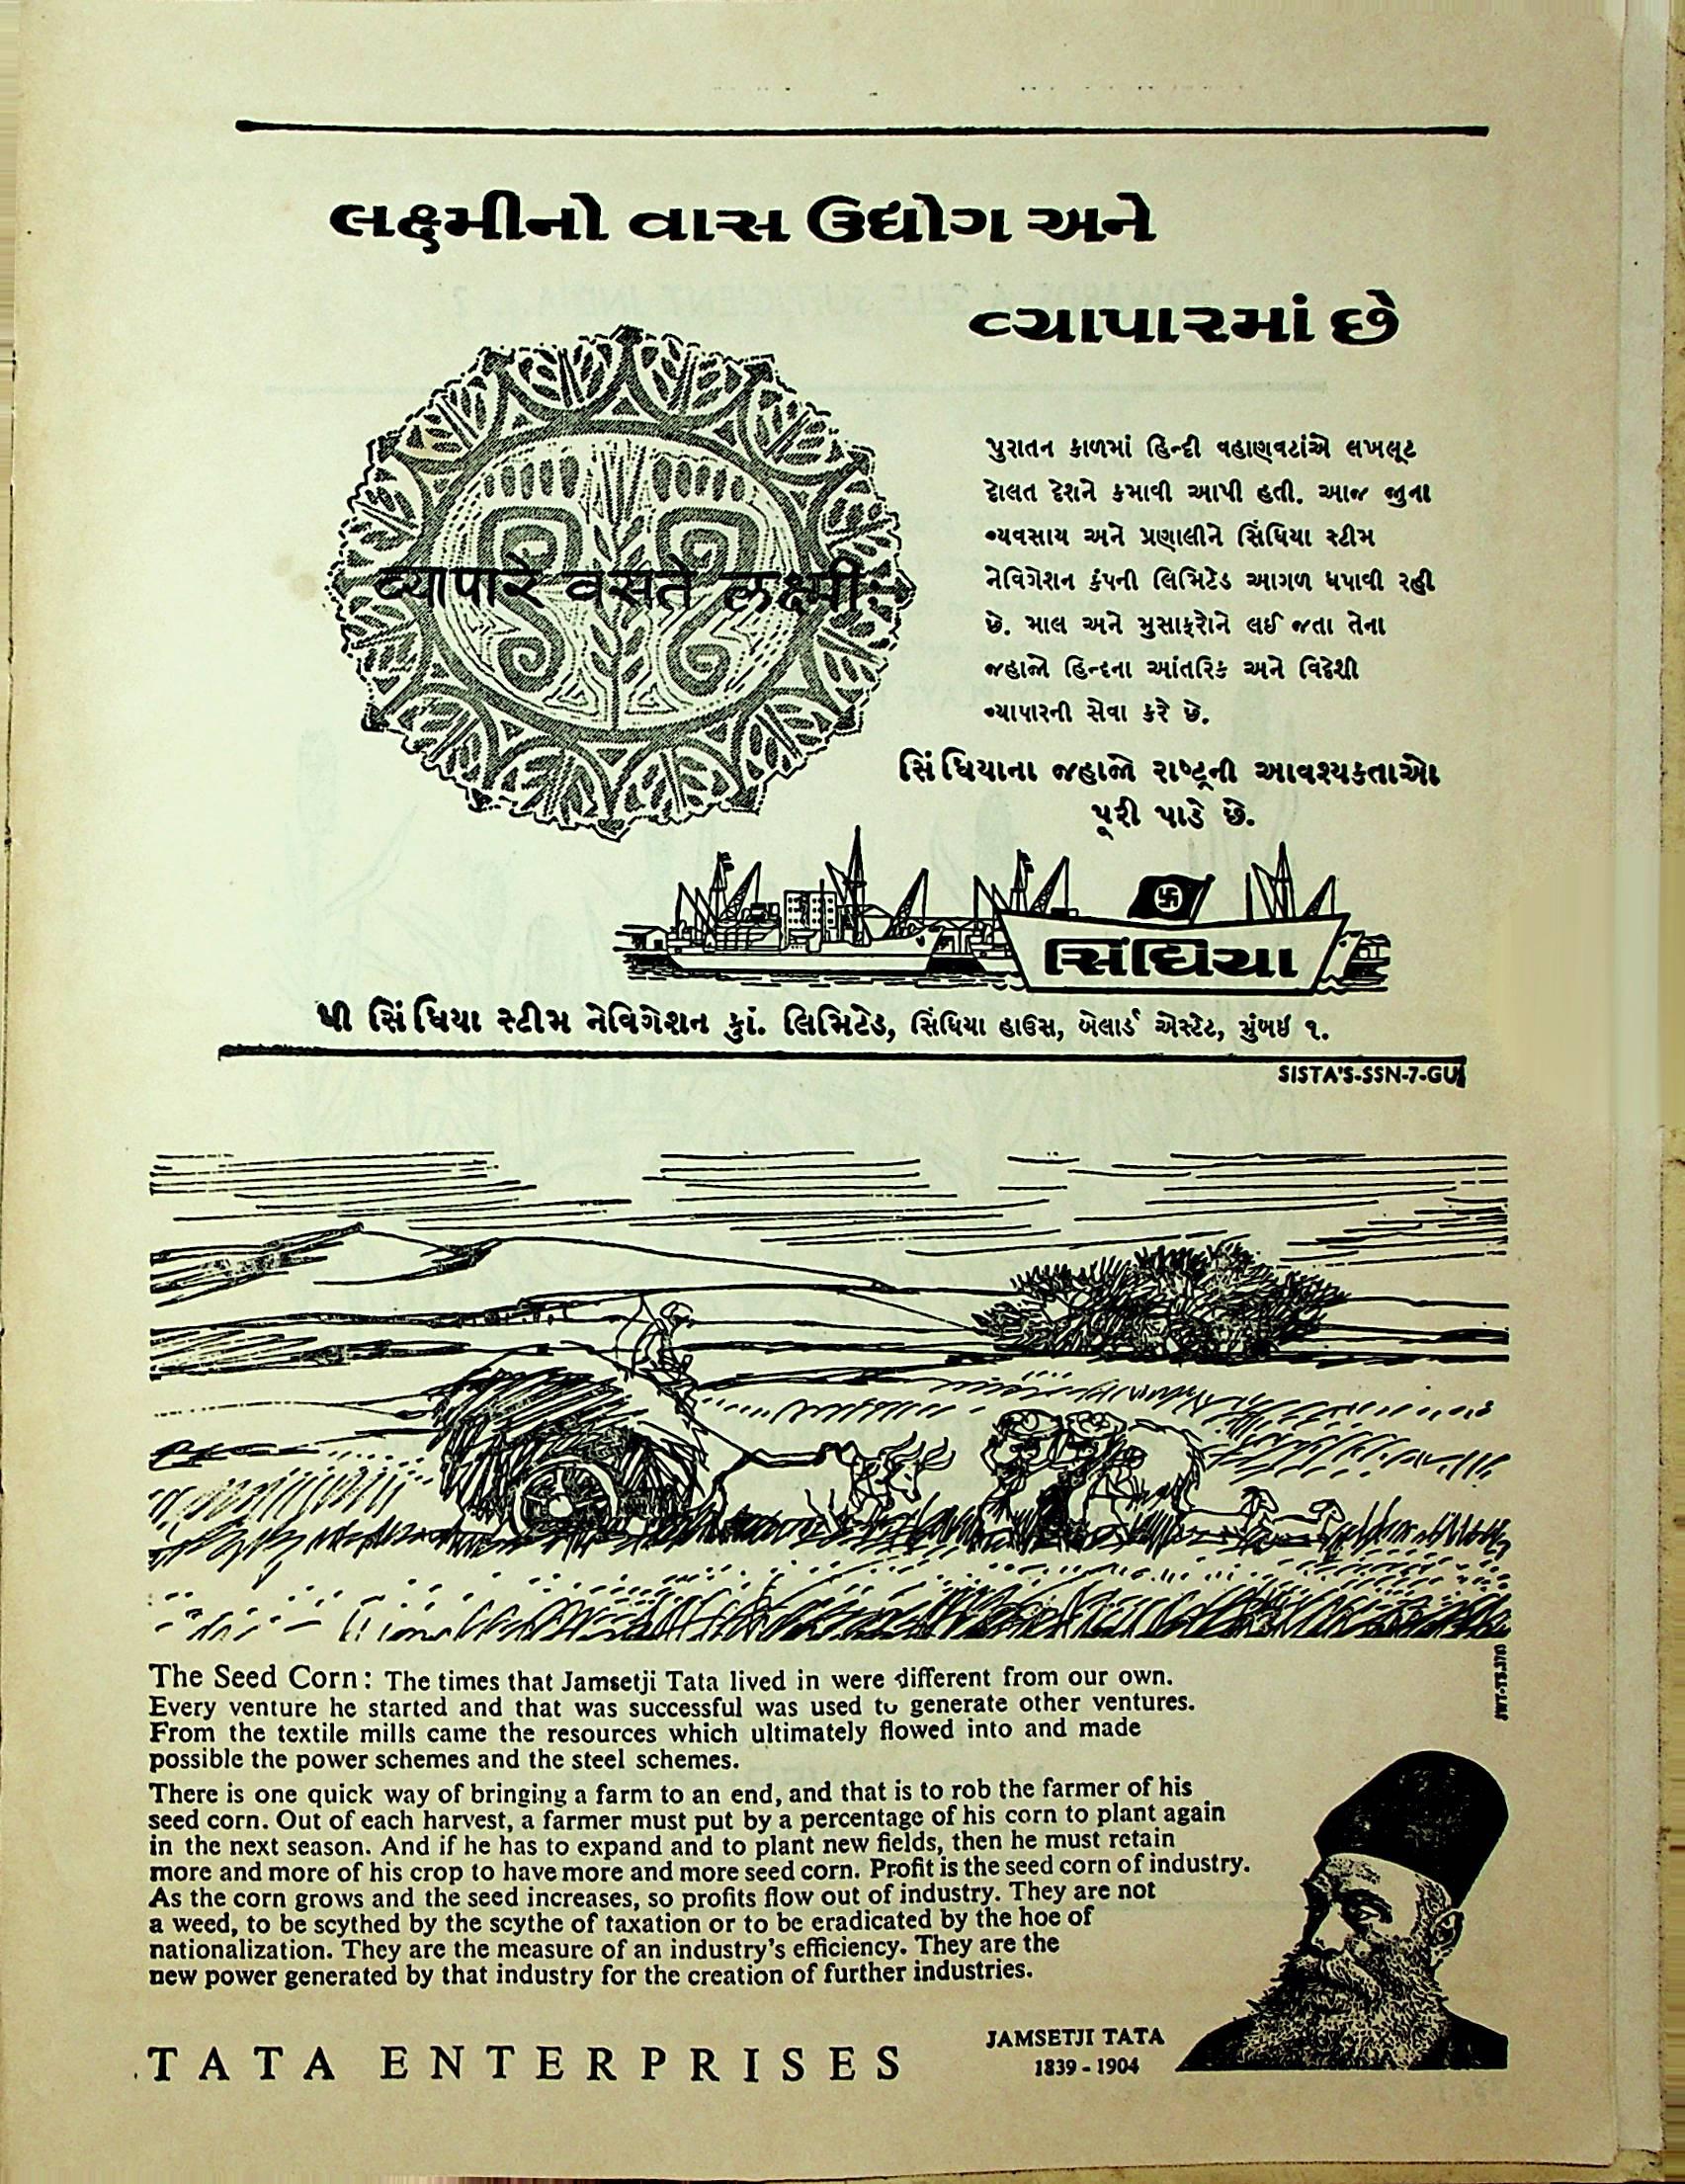 લક્ષ્મીનો વાસ ઉદ્યોગ અને
વ્યાપારમાં છે
व्यापारे वसते लक्ष्मीः
પુરાતન કાળમાં હિન્દી વહાણવટાંએ લખલૂટ
દોલત દેશને કમાવી આપી હતી. આજ જુના
વ્યવસાય અને પ્રણાલીને સિંધિયા સ્ટીમ
નેવિગેશન કંપની લિમિટેડ આગળ ધપાવી રહી
છે. માલ અને મુસાફરોને લઈ જતા તેના
જહાજો હિન્દના આંતરિક અને વિદેશી
વ્યાપારની સેવા કરે છે.
સિંધિયાના જહાજો રાષ્ટ્રની આવશ્યકતાઓ
પૂરી પાડે છે.
સિંધિયા
ધી સિંધિયા સ્ટીમ નેવિગેશન કું. લિમિટેડ, સિંધિયા હાઉસ, બેલાર્ડ એસ્ટેટ, મુંબઇ ૧.
SISTA'S-SSN-7-GUJ
The Seed Corn: The times that Jamsetji Tata lived in were different from our own.
Every venture he started and that was successful was used to generate other ventures.
From the textile mills came the resources which ultimately flowed into and made
possible the power schemes and the steel schemes.
There is one quick way of bringing a farm to an end, and that is to rob the farmer of his
seed corn. Out of each harvest, a farmer must put by a percentage of his corn to plant again
in the next season. And if he has to expand and to plant new fields, then he must retain
more and more of his crop to have more and more seed corn. Profit is the seed corn of industry.
As the corn grows and the seed increases, so profits flow out of industry. They are not
a weed, to be scythed by the scythe of taxation or to be eradicated by the hoe of
nationalization. They are the measure of an industry's efficiency. They are the
new power generated by that industry for the creation of further industries.
TATA ENTERPRISES
JAMSETJI TATA
1839 - 1904